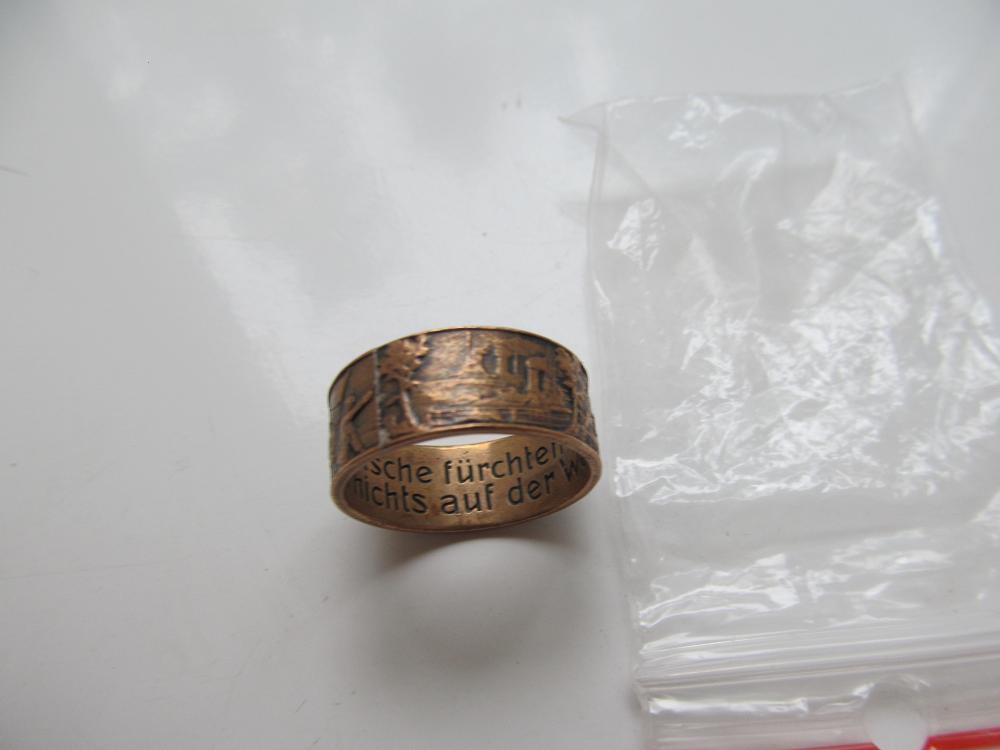 sche fürchten
nichts auf der W